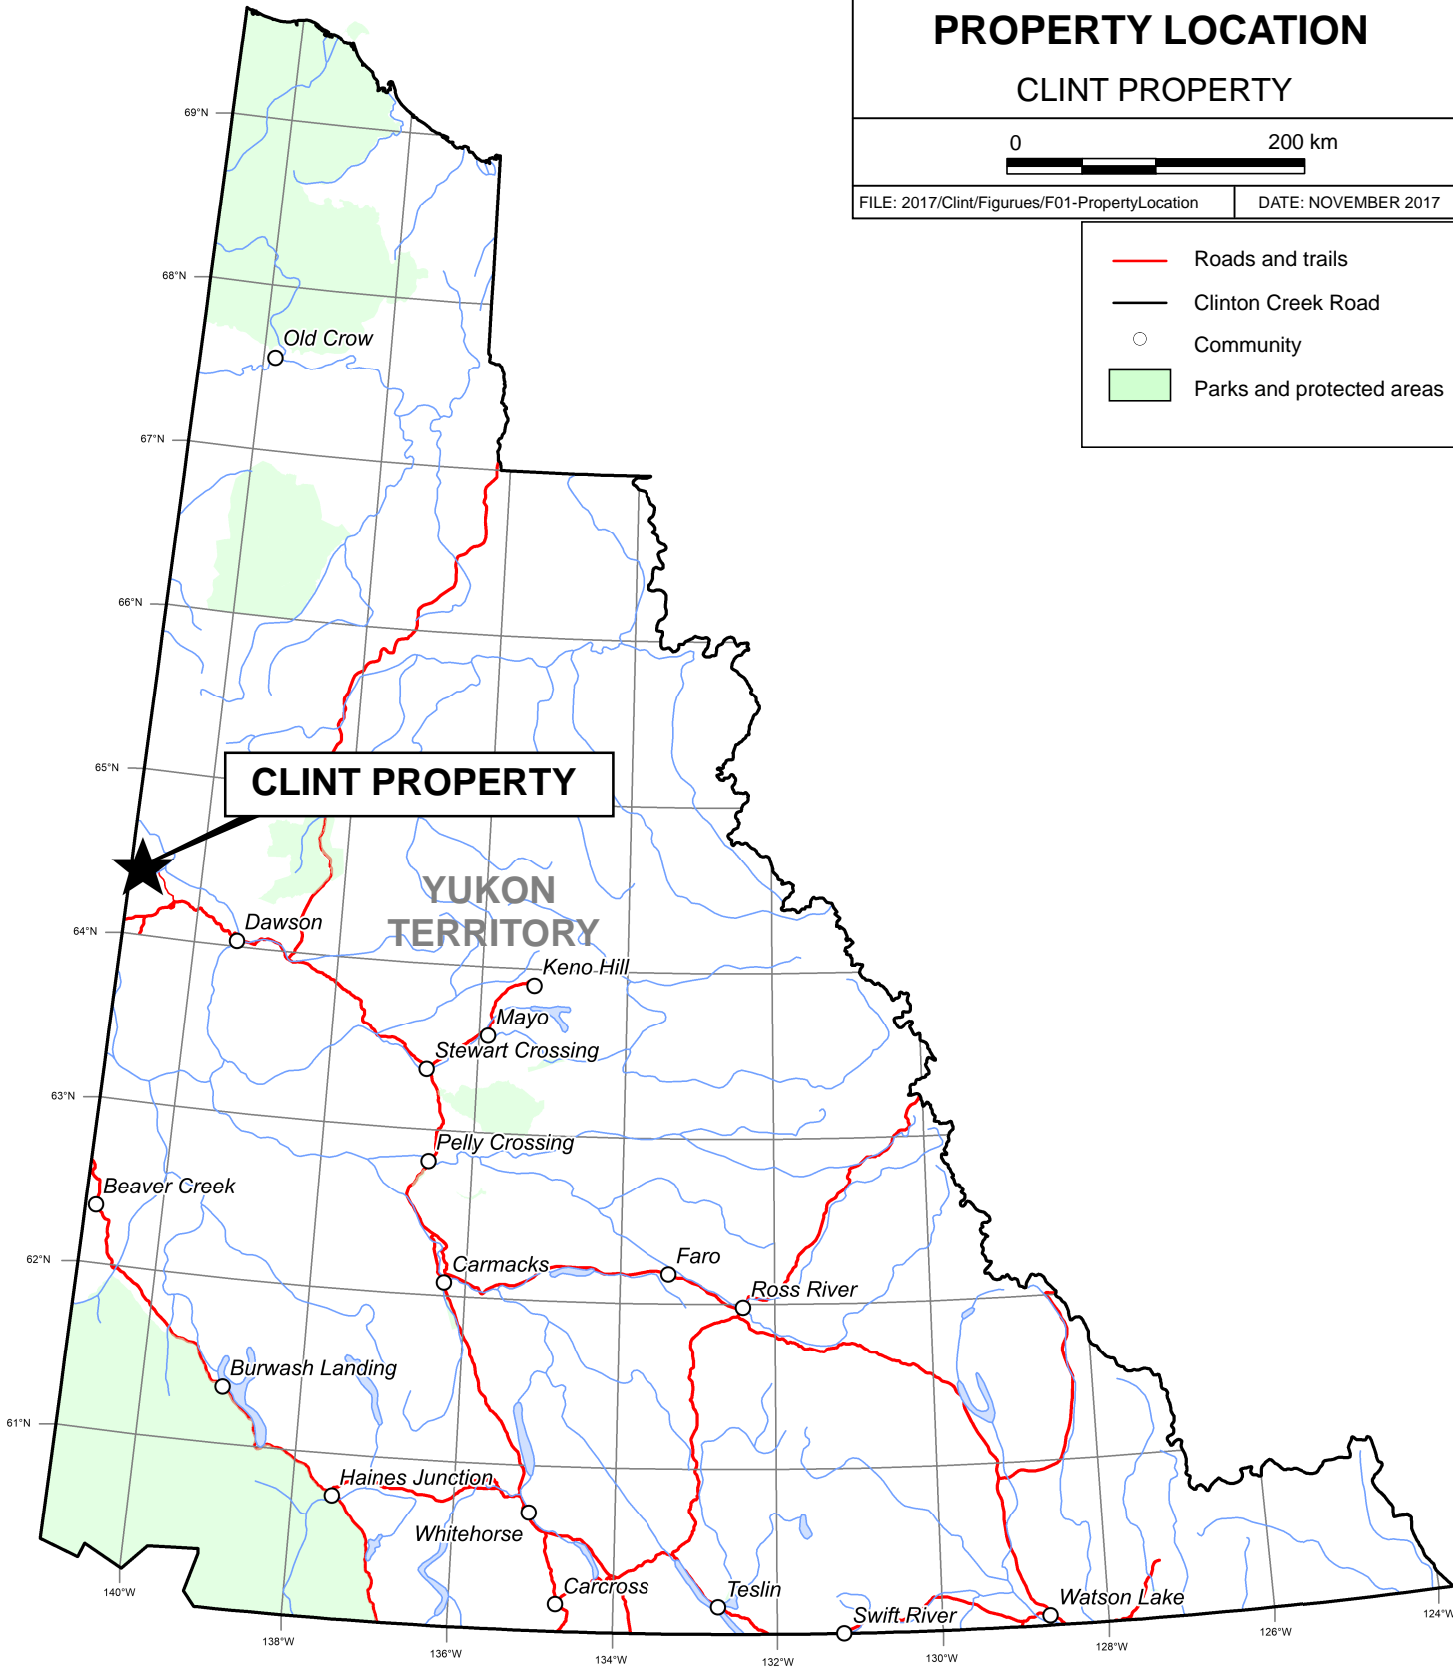 PROPERTY LOCATION
CLINT PROPERTY
0 200 km
FILE: 2017/Clint/Figurues/F01-PropertyLocation DATE: NOVEMBER 2017
Roads and trails
Clinton Creek Road
Community
Parks and protected areas
69°N
68°N
Old Crow
67°N
66°N
65°N
CLINT PROPERTY
YUKON
TERRITORY
Dawson
64°N
Keno Hill
Mayo
Stewart Crossing
63°N
Pelly Crossing
Beaver Creek
62°N
Carmacks
Faro
Ross River
Burwash Landing
61°N
Haines Junction
Whitehorse
Carcross
Teslin
Swift River
Watson Lake
140°W
138°W
136°W
134°W
132°W
130°W
128°W
126°W
124°W